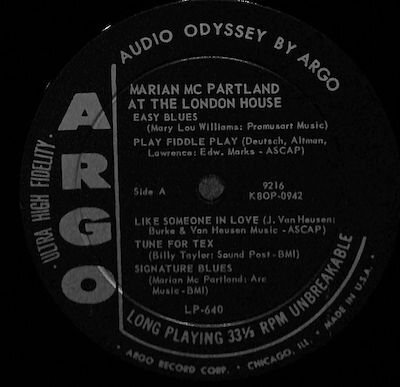 AUDIO ODYSSEY BY ARGO
ARGO
· ULTRA HIGH FIDELITY ·
MARIAN MC PARTLAND
AT THE LONDON HOUSE
EASY BLUES
(Mary Lou Williams: Promusart Music)
PLAY FIDDLE PLAY (Deutsch, Altman,
Lawrence: Edw. Marks - ASCAP)
Side A
9216
K8OP-8942
LIKE SOMEONE IN LOVE (J. Van Heusen:
Burke & Van Heusen Music - ASCAP)
TUNE FOR TEX
(Billy Taylor: Sound Post - BMI)
SIGNATURE BLUES
(Marian Mc Partland: Arc
Music - BMI)
LP-640
LONG PLAYING 33⅓ RPM UNBREAKABLE
· ARGO RECORD CORP. · CHICAGO, ILL. · MADE IN U.S.A. ·